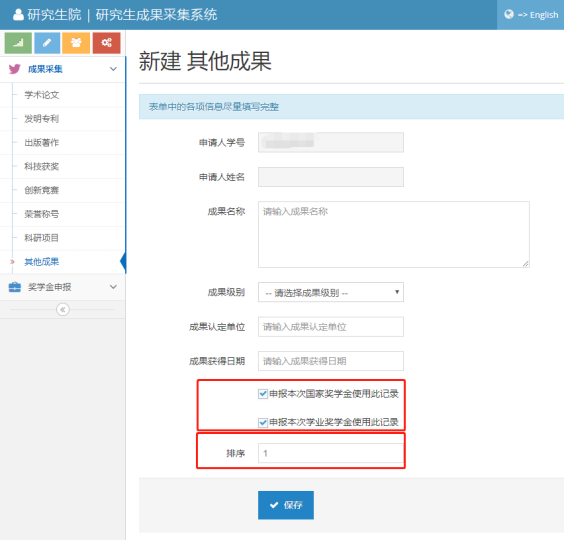 研究生院 | 研究生成果采集系统
=> English
成果采集
学术论文
发明专利
出版著作
科技获奖
创新竞赛
荣誉称号
科研项目
其他成果
奖学金申报
新建 其他成果
表单中的各项信息尽量填写完整
申请人学号
申请人姓名
成果名称 请输入成果名称
成果级别 -- 请选择成果级别 --
成果认定单位 请输入成果认定单位
成果获得日期 请输入成果获得日期
申报本次国家奖学金使用此记录
申报本次学业奖学金使用此记录
排序 1
保存